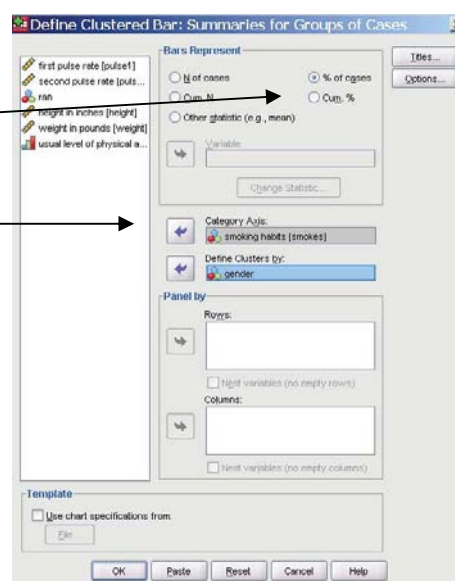 Define Clustered Bar: Summaries for Groups of Cases
first pulse rate [pulse1]
second pulse rate [puls...
ran
height in inches [height]
weight in pounds [weight]
usual level of physical a...
Bars Represent
N of cases
% of cases
Cum. N
Cum. %
Other statistic (e.g., mean)
Variable:
Change Statistic...
Titles...
Options...
Category Axis:
smoking habits [smokes]
Define Clusters by:
gender
Panel by
Rows:
Nest variables (no empty rows)
Columns:
Nest variables (no empty columns)
Template
Use chart specifications from:
File...
OK Paste Reset Cancel Help